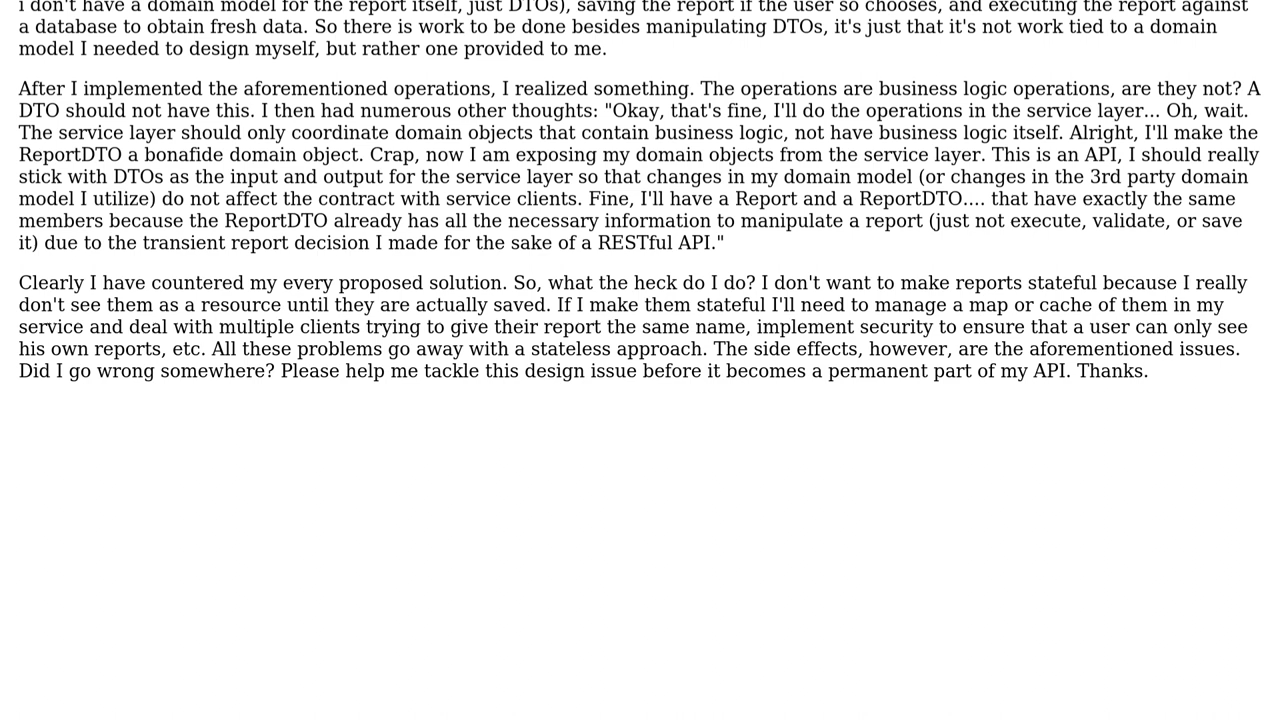 i don't have a domain model for the report itself, just DTOs), saving the report if the user so chooses, and executing the report against
a database to obtain fresh data. So there is work to be done besides manipulating DTOs, it's just that it's not work tied to a domain
model I needed to design myself, but rather one provided to me.
After I implemented the aforementioned operations, I realized something. The operations are business logic operations, are they not? A
DTO should not have this. I then had numerous other thoughts: "Okay, that's fine, I'll do the operations in the service layer... Oh, wait.
The service layer should only coordinate domain objects that contain business logic, not have business logic itself. Alright, I'll make the
ReportDTO a bonafide domain object. Crap, now I am exposing my domain objects from the service layer. This is an API, I should really
stick with DTOs as the input and output for the service layer so that changes in my domain model (or changes in the 3rd party domain
model I utilize) do not affect the contract with service clients. Fine, I'll have a Report and a ReportDTO.... that have exactly the same
members because the ReportDTO already has all the necessary information to manipulate a report (just not execute, validate, or save
it) due to the transient report decision I made for the sake of a RESTful API."
Clearly I have countered my every proposed solution. So, what the heck do I do? I don't want to make reports stateful because I really
don't see them as a resource until they are actually saved. If I make them stateful I'll need to manage a map or cache of them in my
service and deal with multiple clients trying to give their report the same name, implement security to ensure that a user can only see
his own reports, etc. All these problems go away with a stateless approach. The side effects, however, are the aforementioned issues.
Did I go wrong somewhere? Please help me tackle this design issue before it becomes a permanent part of my API. Thanks.